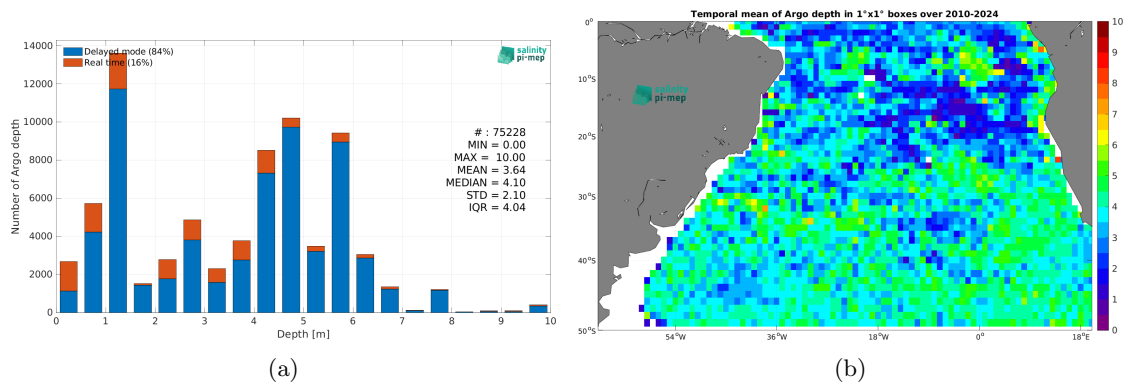 14000
12000
10000
8000
6000
4000
2000
0
Number of Argo depth
Delayed mode (84%)
Real time (16%)
salinity
pi-mep
# : 75228
MIN = 0.00
MAX = 10.00
MEAN = 3.64
MEDIAN = 4.10
STD = 2.10
IQR = 4.04
0 1 2 3 4 5 6 7 8 9 10
Depth [m]
(a)
Temporal mean of Argo depth in 1°x1° boxes over 2010-2024
0°
10°S
20°S
30°S
40°S
50°S
salinity
pi-mep
54°W 36°W 18°W 0° 18°E
10
9
8
7
6
5
4
3
2
1
0
(b)